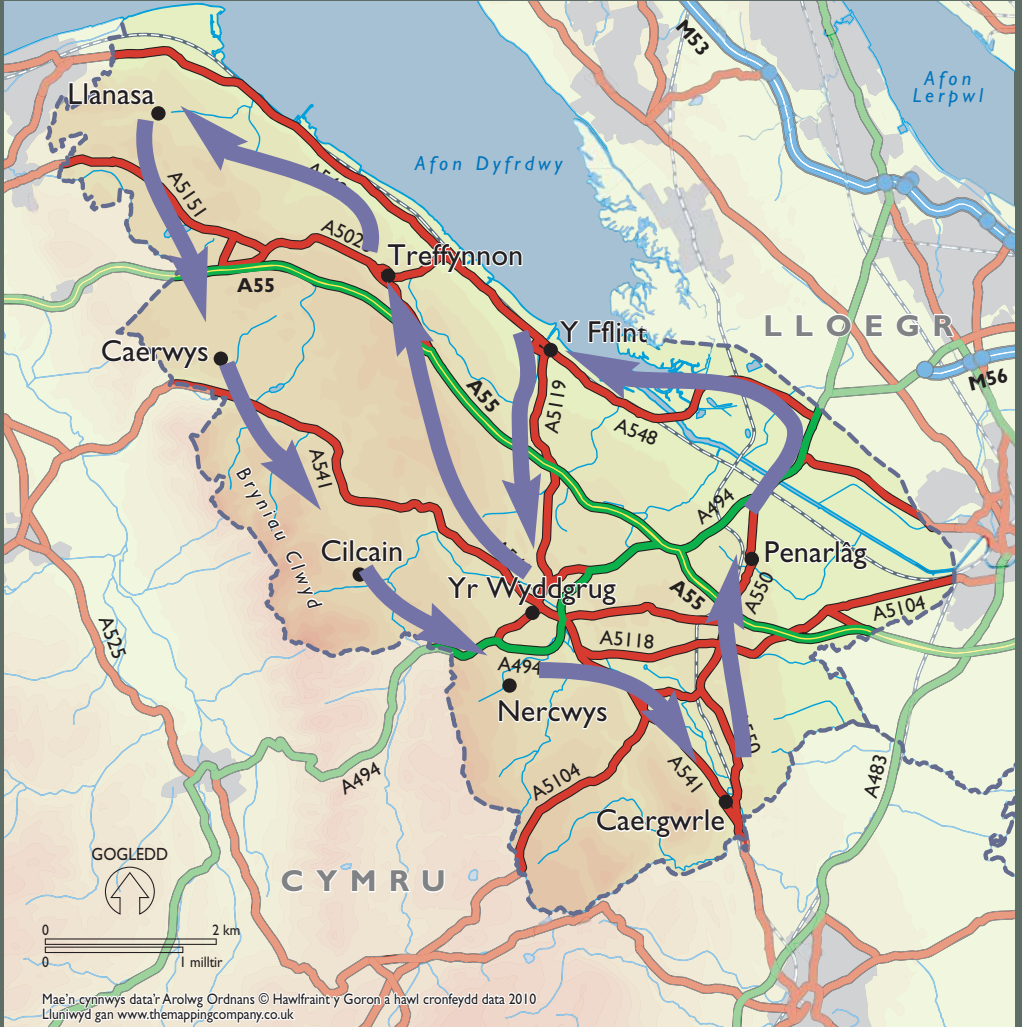 M53
Afon
Lerpwl
Llanasa
Afon Dyfrdwy
A5151
A502
Treffynnon
A55
Y Fflint
LLOEGR
Caerwys
M56
A55
A5119
A548
A541
Bryniau Clwyd
A494
Cilcain
Penarlâg
Yr Wyddgrug
A55
A550
A5104
A525
A5118
A494
Nercwys
A494
A5104
A541
A483
Caergwrle
GOGLEDD
CYMRU
0 2 km
0 1 milltir
Mae'n cynnwys data'r Arolwg Ordnans © Hawlfraint y Goron a hawl cronfeydd data 2010
Lluniwyd gan www.themappingcompany.co.uk